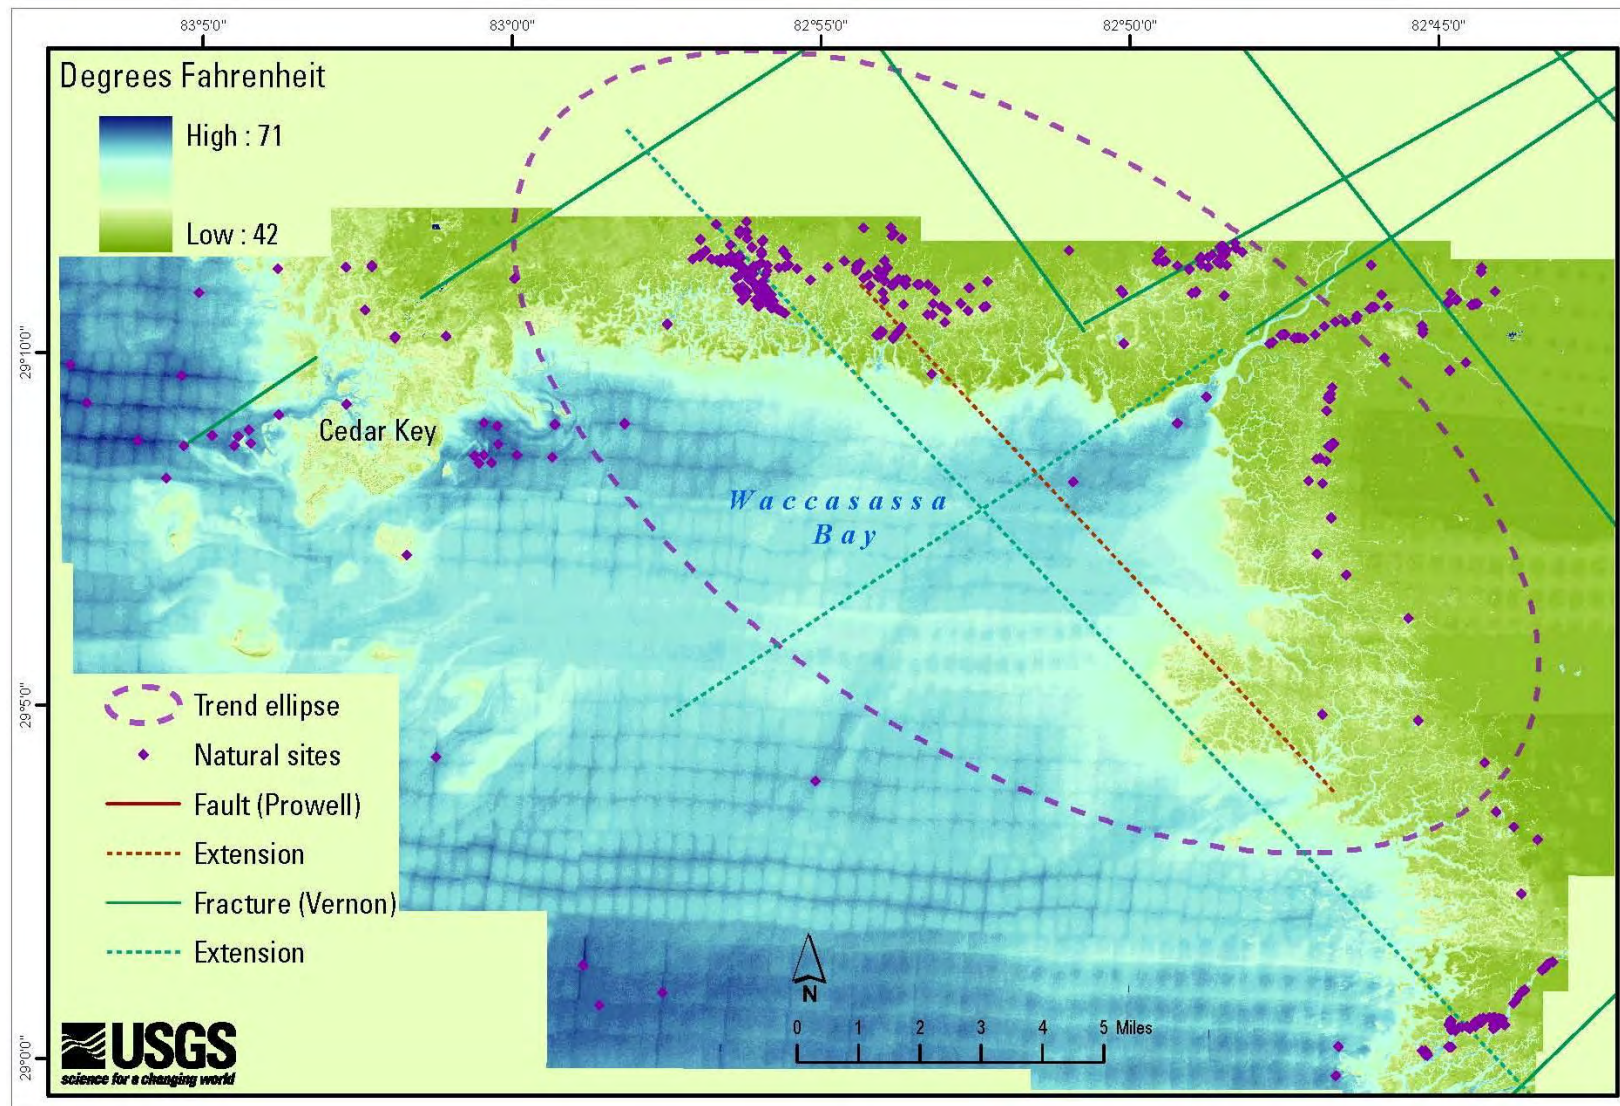 83°5'0"
83°0'0"
82°55'0"
82°50'0"
82°45'0"
Degrees Fahrenheit
High : 71
Low : 42
29°10'0"
Cedar Key
Waccasassa
Bay
29°5'0"
Trend ellipse
Natural sites
Fault (Prowell)
Extension
Fracture (Vernon)
Extension
N
0 1 2 3 4 5 Miles
29°0'0"
USGS
science for a changing world